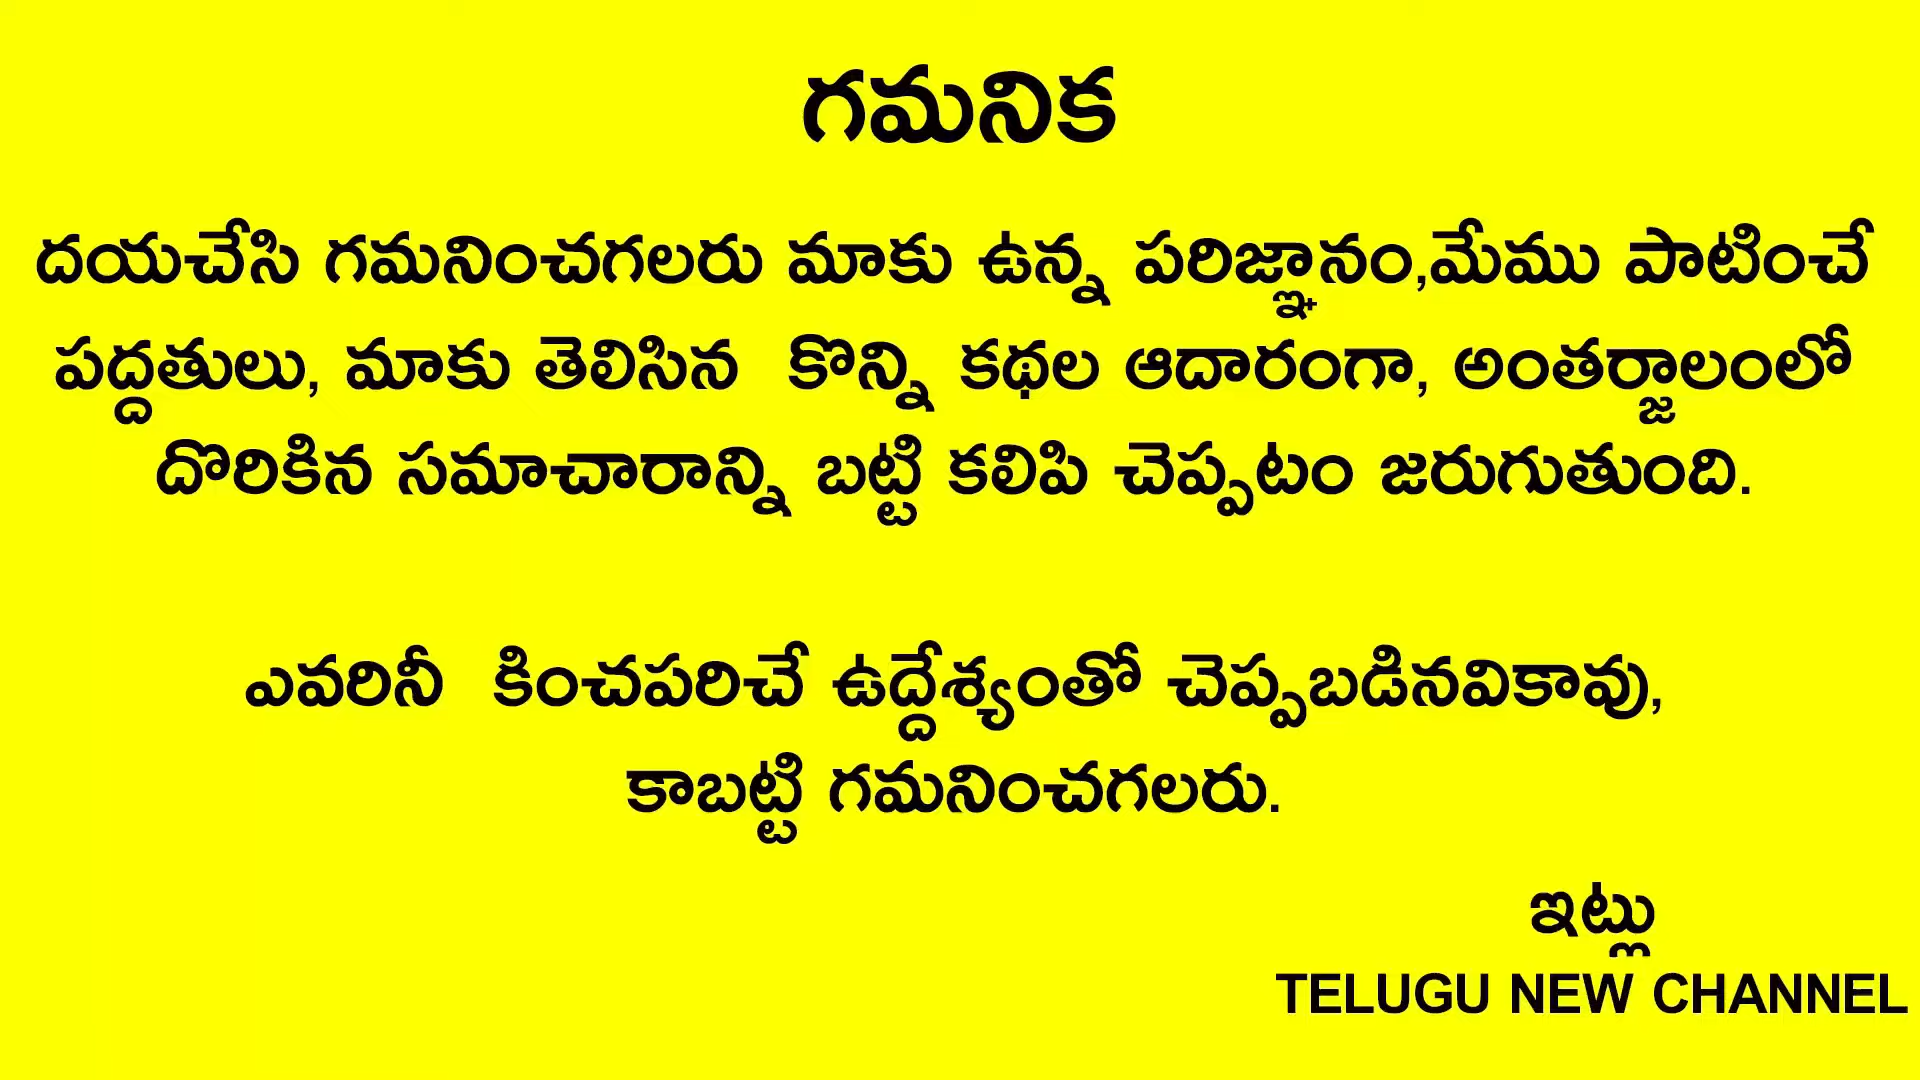 గమనిక
దయచేసి గమనించగలరు మాకు ఉన్న పరిజ్ఞానం,మేము పాటించే
పద్దతులు, మాకు తెలిసిన కొన్ని కథల ఆదారంగా, అంతర్జాలంలో
దొరికిన సమాచారాన్ని బట్టి కలిపి చెప్పటం జరుగుతుంది.
ఎవరినీ కించపరిచే ఉద్దేశ్యంతో చెప్పబడినవికావు,
కాబట్టి గమనించగలరు.
ఇట్లు
TELUGU NEW CHANNEL